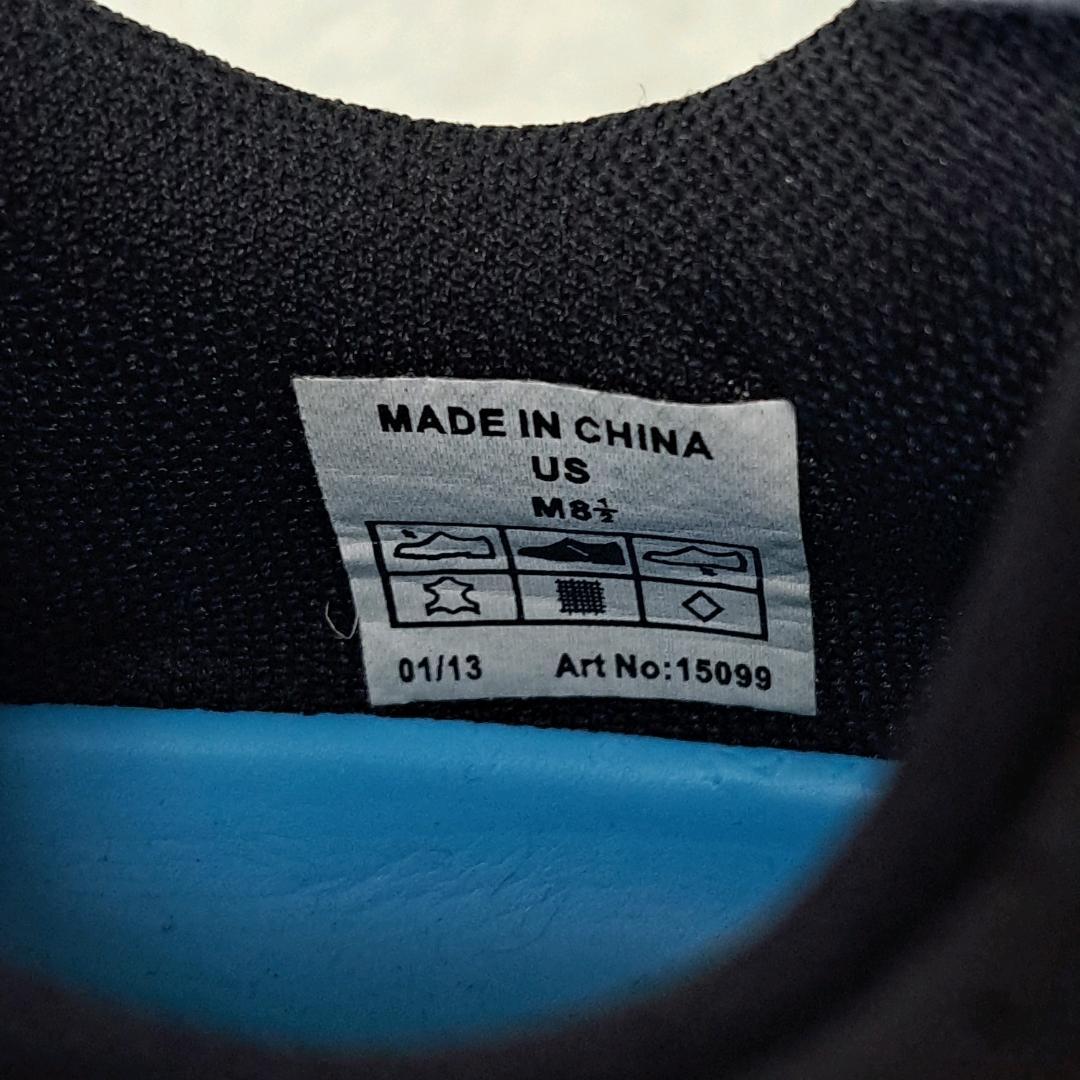 MADE IN CHINA
US
M8½
01/13 Art No:15099